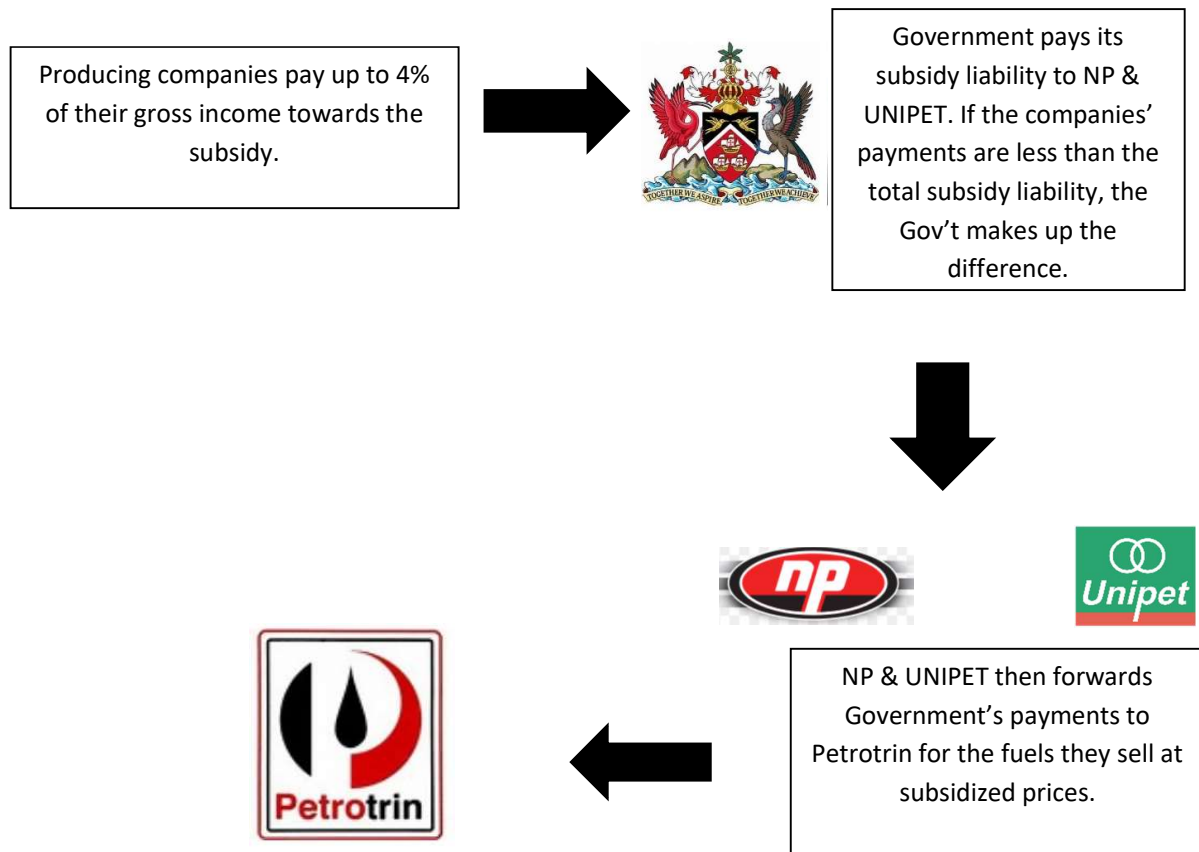 Producing companies pay up to 4%
of their gross income towards the
subsidy.
TOGETHER WE ASPIRE TOGETHER WE ACHIEVE
Government pays its
subsidy liability to NP &
UNIPET. If the companies’
payments are less than the
total subsidy liability, the
Gov’t makes up the
difference.
np
Unipet
NP & UNIPET then forwards
Government’s payments to
Petrotrin for the fuels they sell at
subsidized prices.
Petrotrin